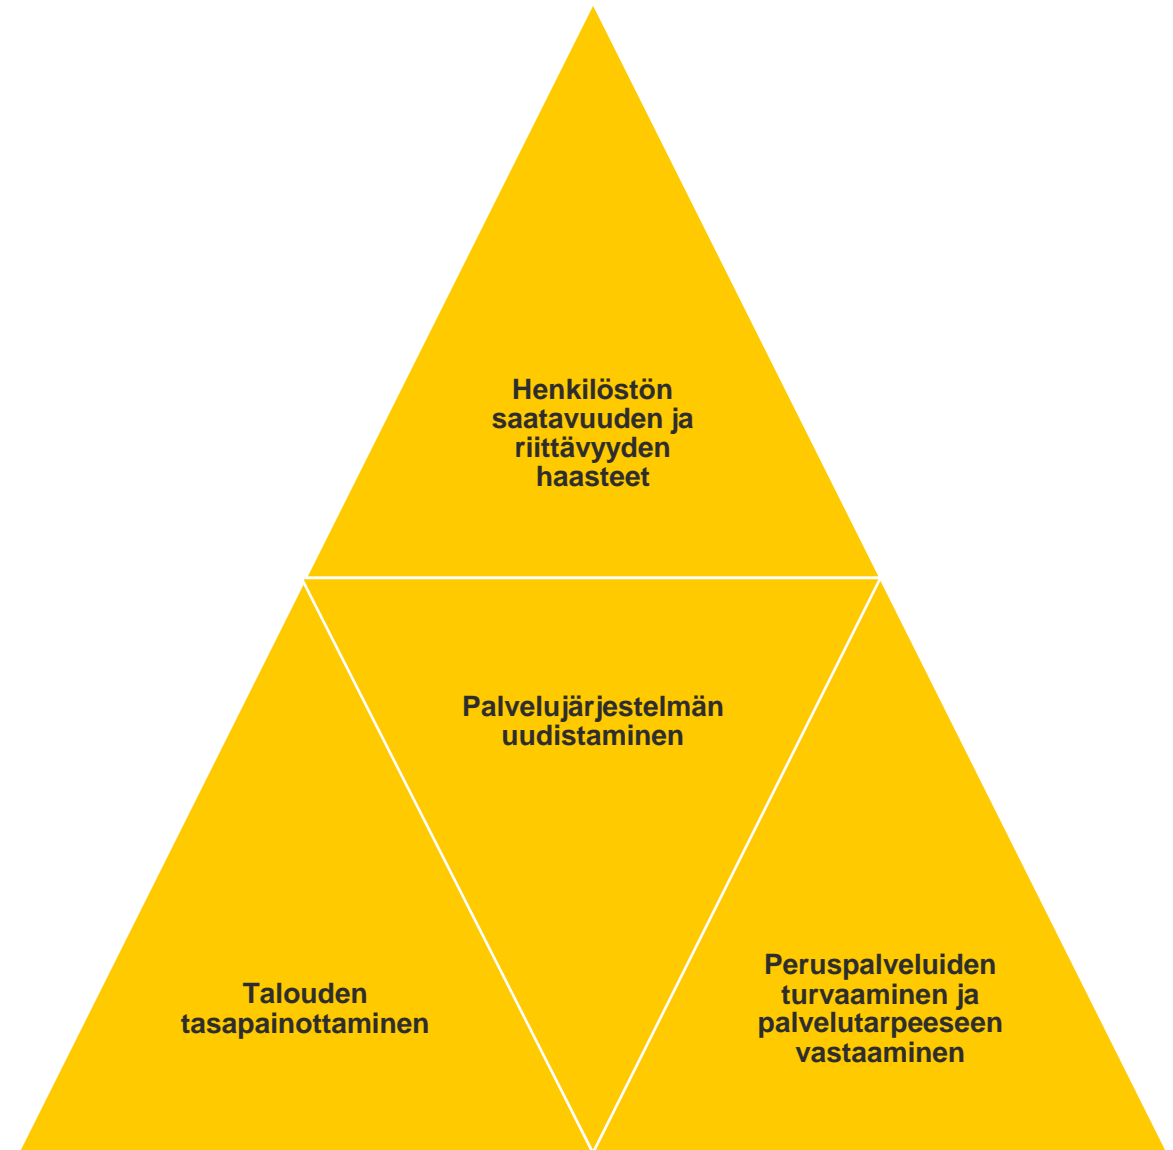 Henkilöstön
saatavuuden ja
riittävyyden
haasteet
Palvelujärjestelmän
uudistaminen
Talouden
tasapainottaminen
Peruspalveluiden
turvaaminen ja
palvelutarpeeseen
vastaaminen